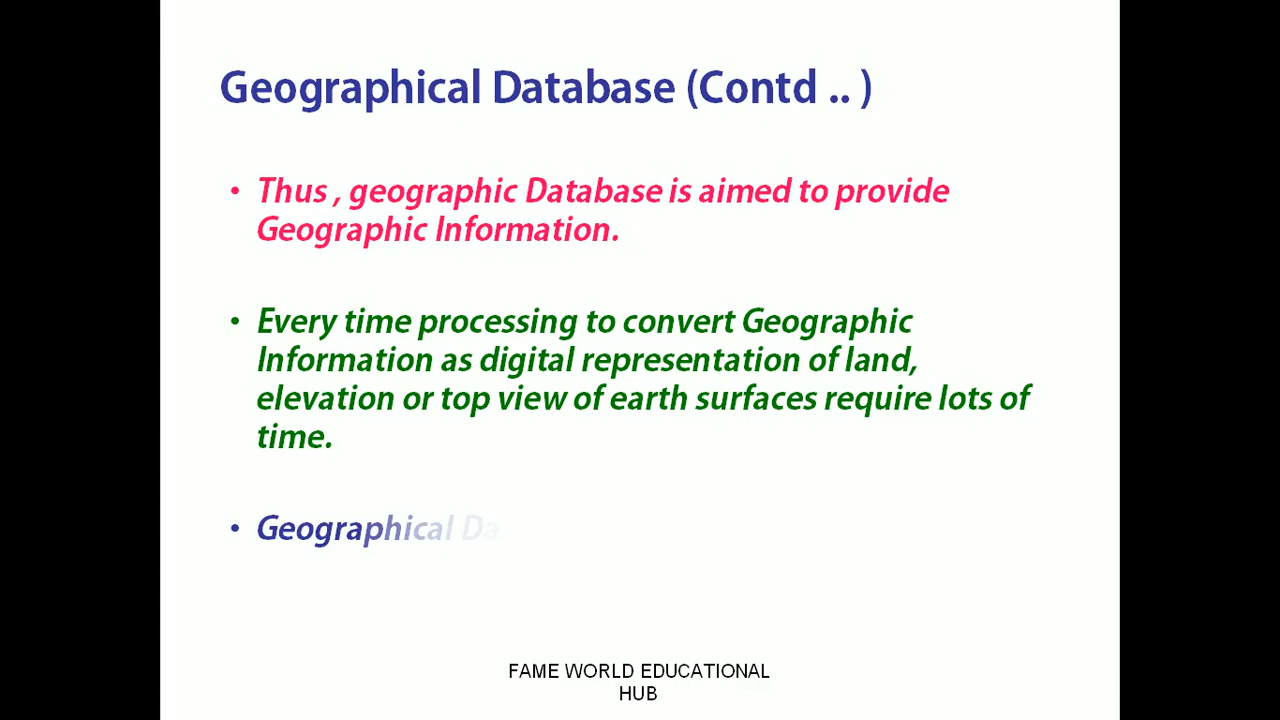 Geographical Database (Contd .. )
• Thus , geographic Database is aimed to provide
Geographic Information.
• Every time processing to convert Geographic
Information as digital representation of land,
elevation or top view of earth surfaces require lots of
time.
• Geographical Da
FAME WORLD EDUCATIONAL
HUB